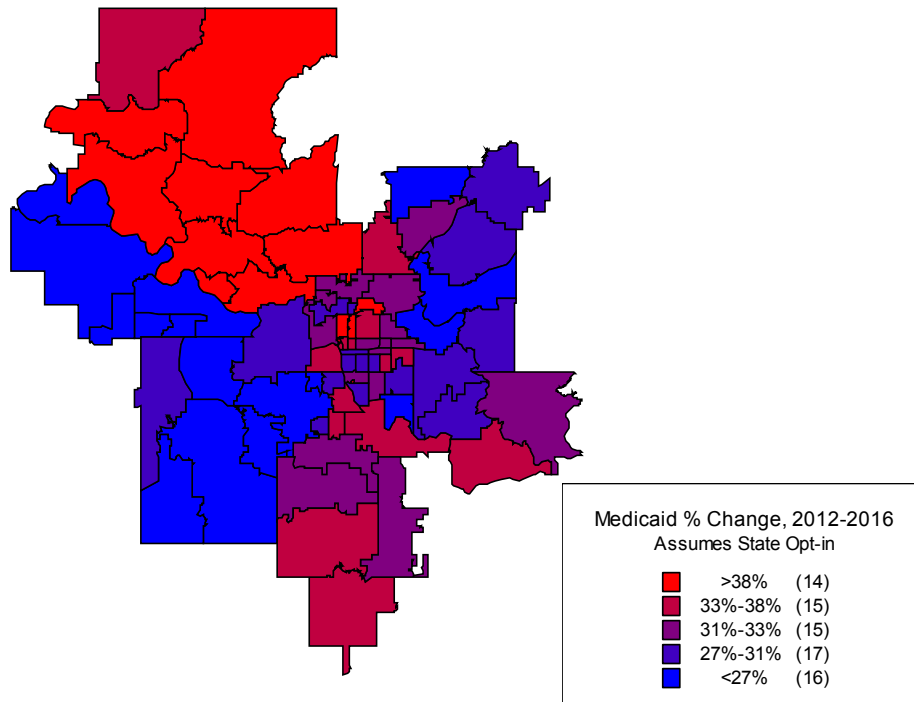 Medicaid % Change, 2012-2016
Assumes State Opt-in
>38% (14)
33%-38% (15)
31%-33% (15)
27%-31% (17)
<27% (16)